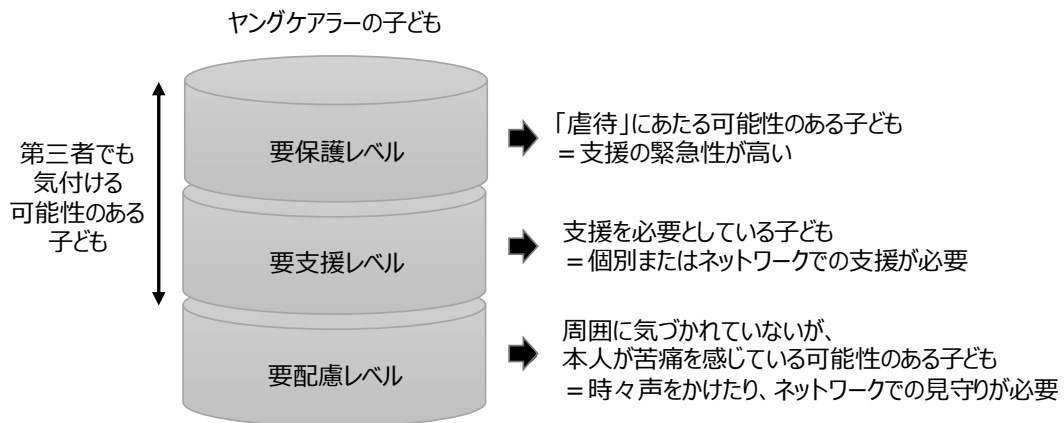 ヤングケアラーの子ども
第三者でも
気付ける
可能性のある
子ども
要保護レベル
「虐待」にあたる可能性のある子ども
＝支援の緊急性が高い
要支援レベル
支援を必要としている子ども
＝個別またはネットワークでの支援が必要
要配慮レベル
周囲に気づかれていないが、
本人が苦痛を感じている可能性のある子ども
＝時々声をかけたり、ネットワークでの見守りが必要